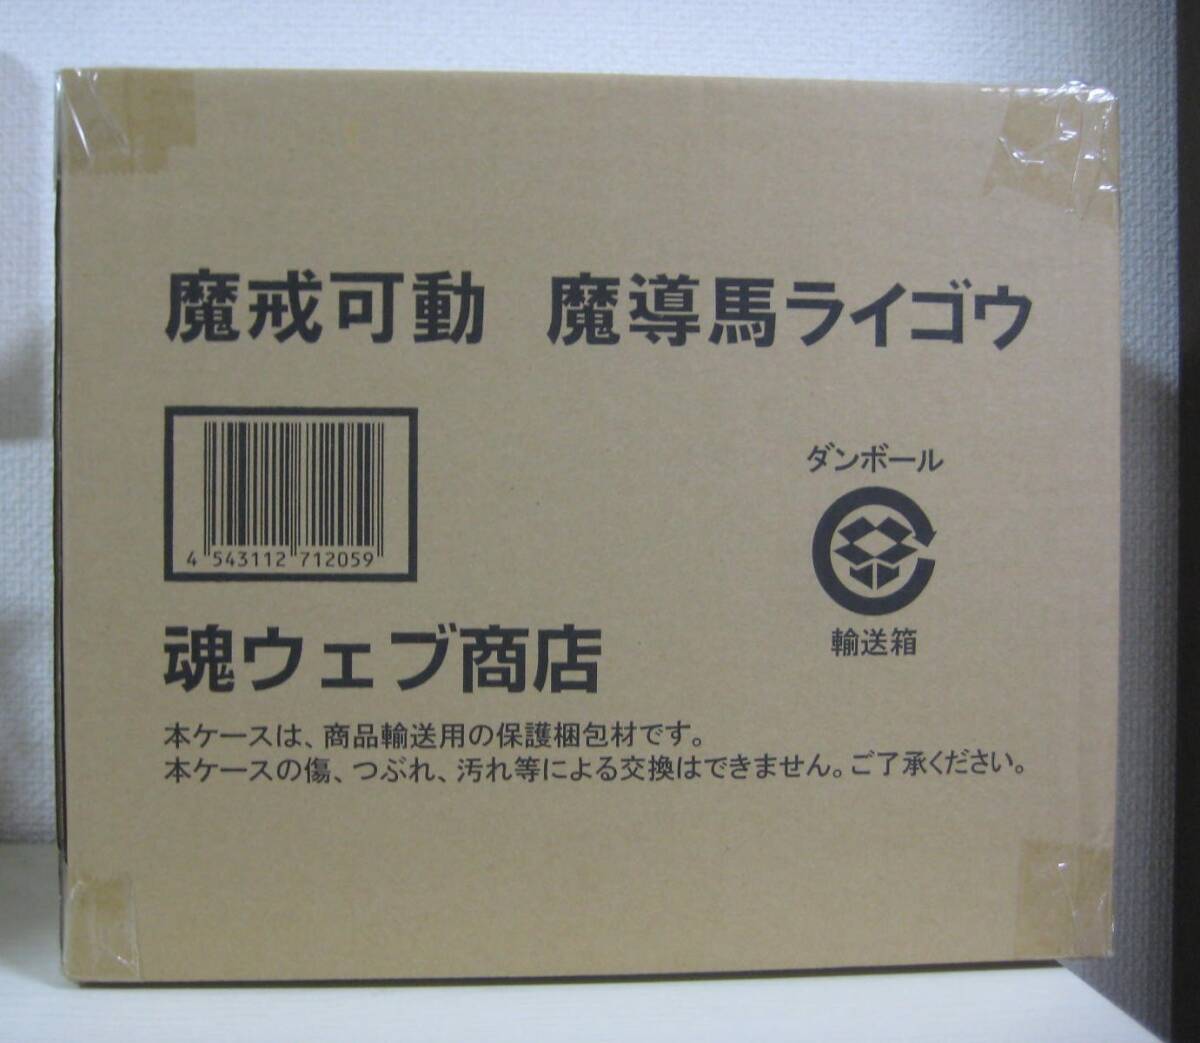 魔戒可動　魔導馬ライゴウ
4 543112 712059
ダンボール
輸送箱
魂ウェブ商店
本ケースは、商品輸送用の保護梱包材です。
本ケースの傷、つぶれ、汚れ等による交換はできません。ご了承ください。